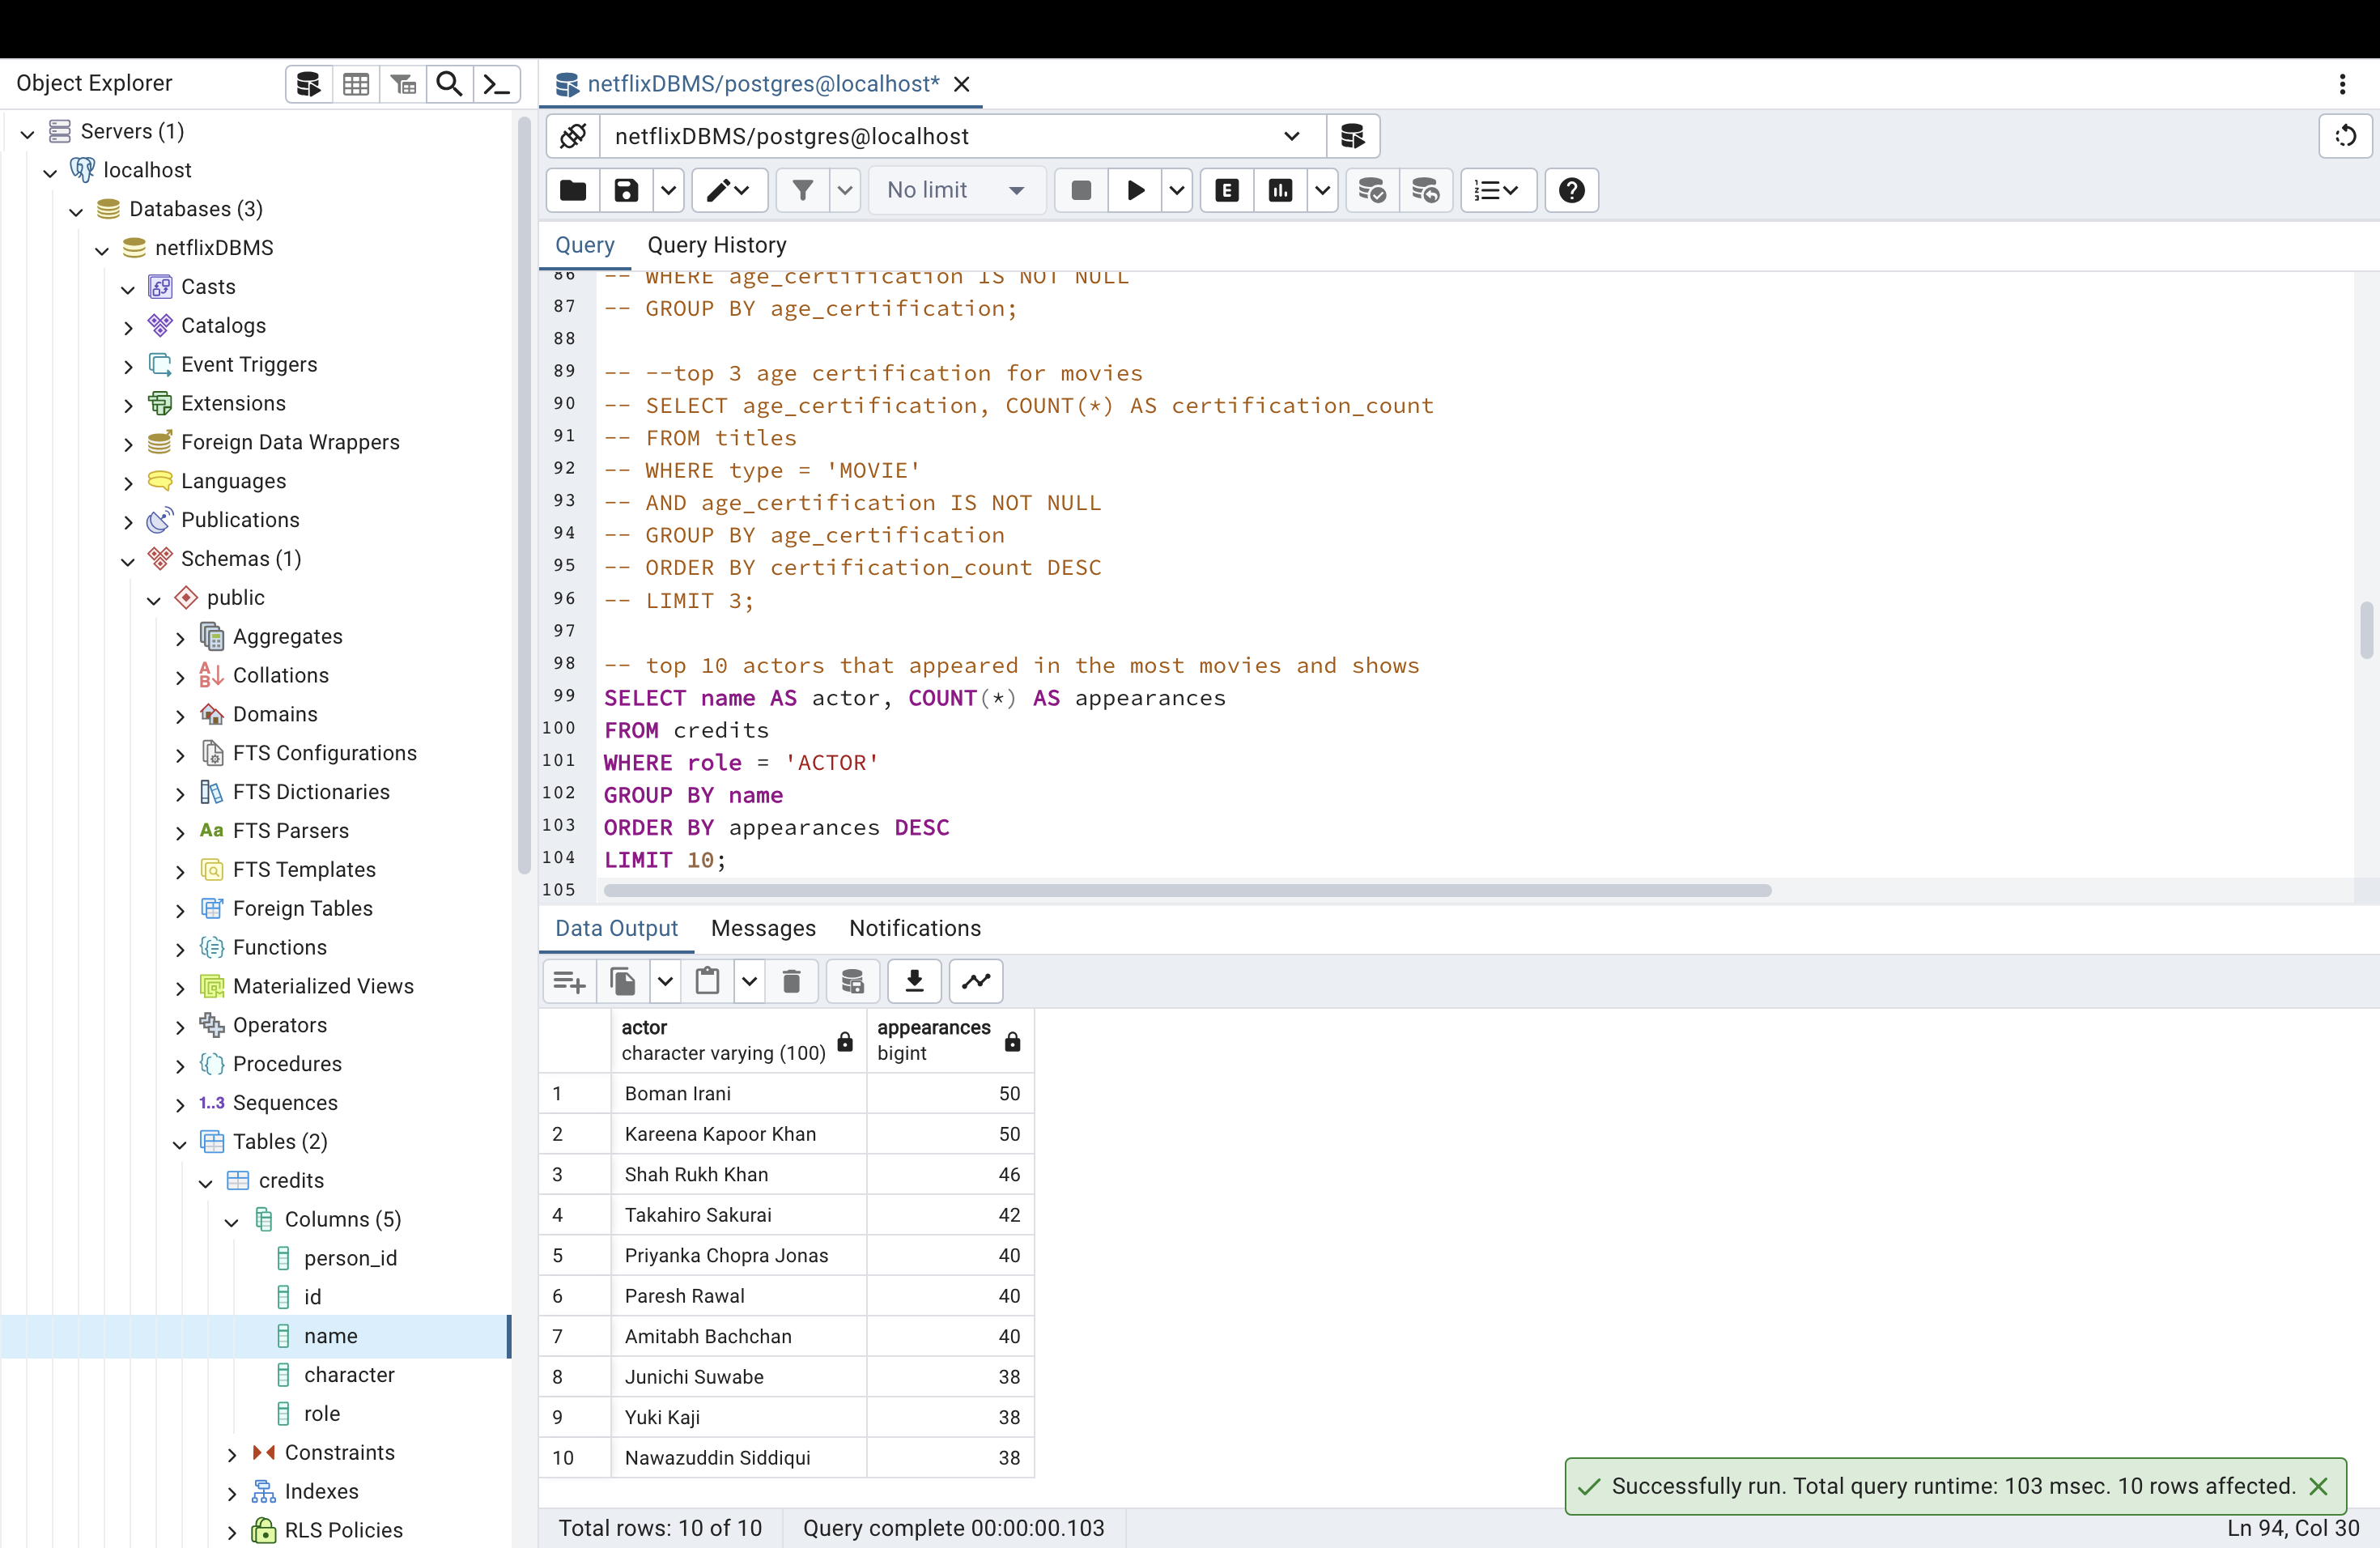 Object Explorer
netflixDBMS/postgres@localhost*
Servers (1)
localhost
Databases (3)
netflixDBMS
Casts
Catalogs
Event Triggers
Extensions
Foreign Data Wrappers
Languages
Publications
Schemas (1)
public
Aggregates
Collations
Domains
FTS Configurations
FTS Dictionaries
Aa FTS Parsers
FTS Templates
Foreign Tables
Functions
Materialized Views
Operators
Procedures
1..3 Sequences
Tables (2)
credits
Columns (5)
person_id
id
name
character
role
Constraints
Indexes
RLS Policies
netflixDBMS/postgres@localhost
No limit
E
Query Query History
86 -- WHERE age_certification IS NOT NULL
87 -- GROUP BY age_certification;
88
89 -- --top 3 age certification for movies
90 -- SELECT age_certification, COUNT(*) AS certification_count
91 -- FROM titles
92 -- WHERE type = 'MOVIE'
93 -- AND age_certification IS NOT NULL
94 -- GROUP BY age_certification
95 -- ORDER BY certification_count DESC
96 -- LIMIT 3;
97
98 -- top 10 actors that appeared in the most movies and shows
99 SELECT name AS actor, COUNT(*) AS appearances
100 FROM credits
101 WHERE role = 'ACTOR'
102 GROUP BY name
103 ORDER BY appearances DESC
104 LIMIT 10;
105
Data Output Messages Notifications
actor appearances
character varying (100) bigint
1 Boman Irani 50
2 Kareena Kapoor Khan 50
3 Shah Rukh Khan 46
4 Takahiro Sakurai 42
5 Priyanka Chopra Jonas 40
6 Paresh Rawal 40
7 Amitabh Bachchan 40
8 Junichi Suwabe 38
9 Yuki Kaji 38
10 Nawazuddin Siddiqui 38
Successfully run. Total query runtime: 103 msec. 10 rows affected.
Total rows: 10 of 10 Query complete 00:00:00.103 Ln 94, Col 30